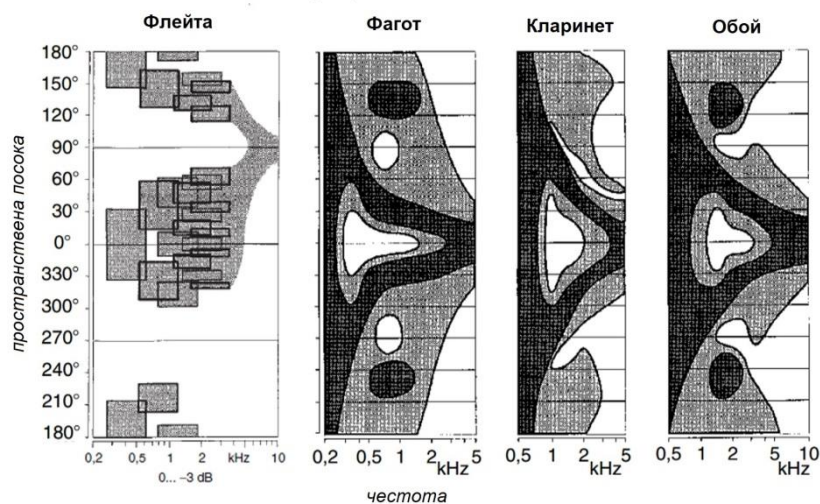 Флейта Фагот Кларинет Обой
180°
150°
120°
90°
60°
30°
0°
330°
300°
270°
240°
210°
180°
пространствена посока
0,2 0,5 1 2 kHz 10
0... –3 dB
0,2 0,5 1 2 5
kHz
0,5 1 2 5
kHz
0,5 1 2 5 10
kHz
честота